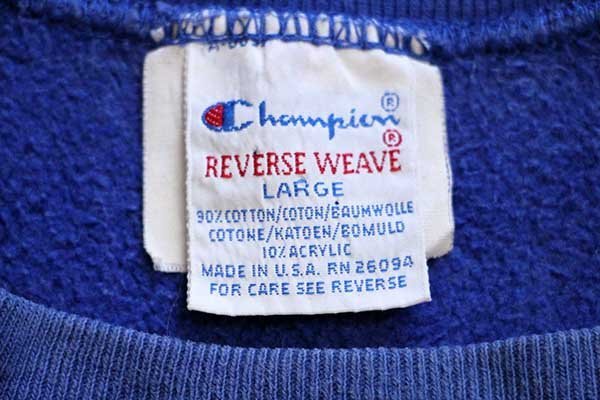 Champion®
REVERSE WEAVE®
LARGE
90% COTTON/COTON/BAUMWOLLE
COTONE/KATOEN/BOMULD
10% ACRYLIC
MADE IN U.S.A. RN 26094
FOR CARE SEE REVERSE